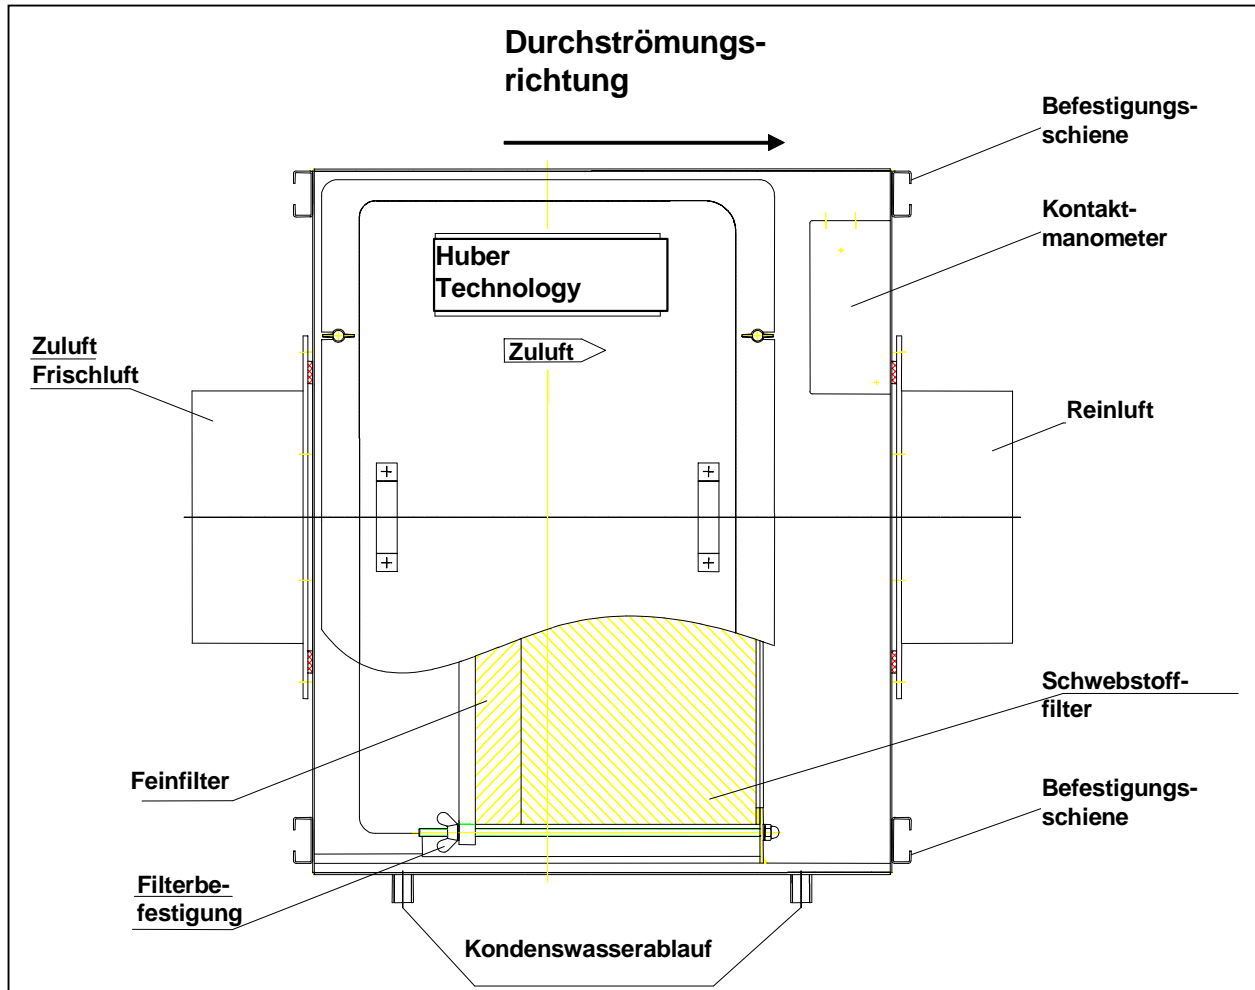 Durchströmungs-
richtung
Befestigungs-
schiene
Kontakt-
manometer
Huber
Technology
Zuluft
Frischluft
Zuluft
Reinluft
Schwebstoff-
filter
Feinfilter
Befestigungs-
schiene
Filterbe-
festigung
Kondenswasserablauf